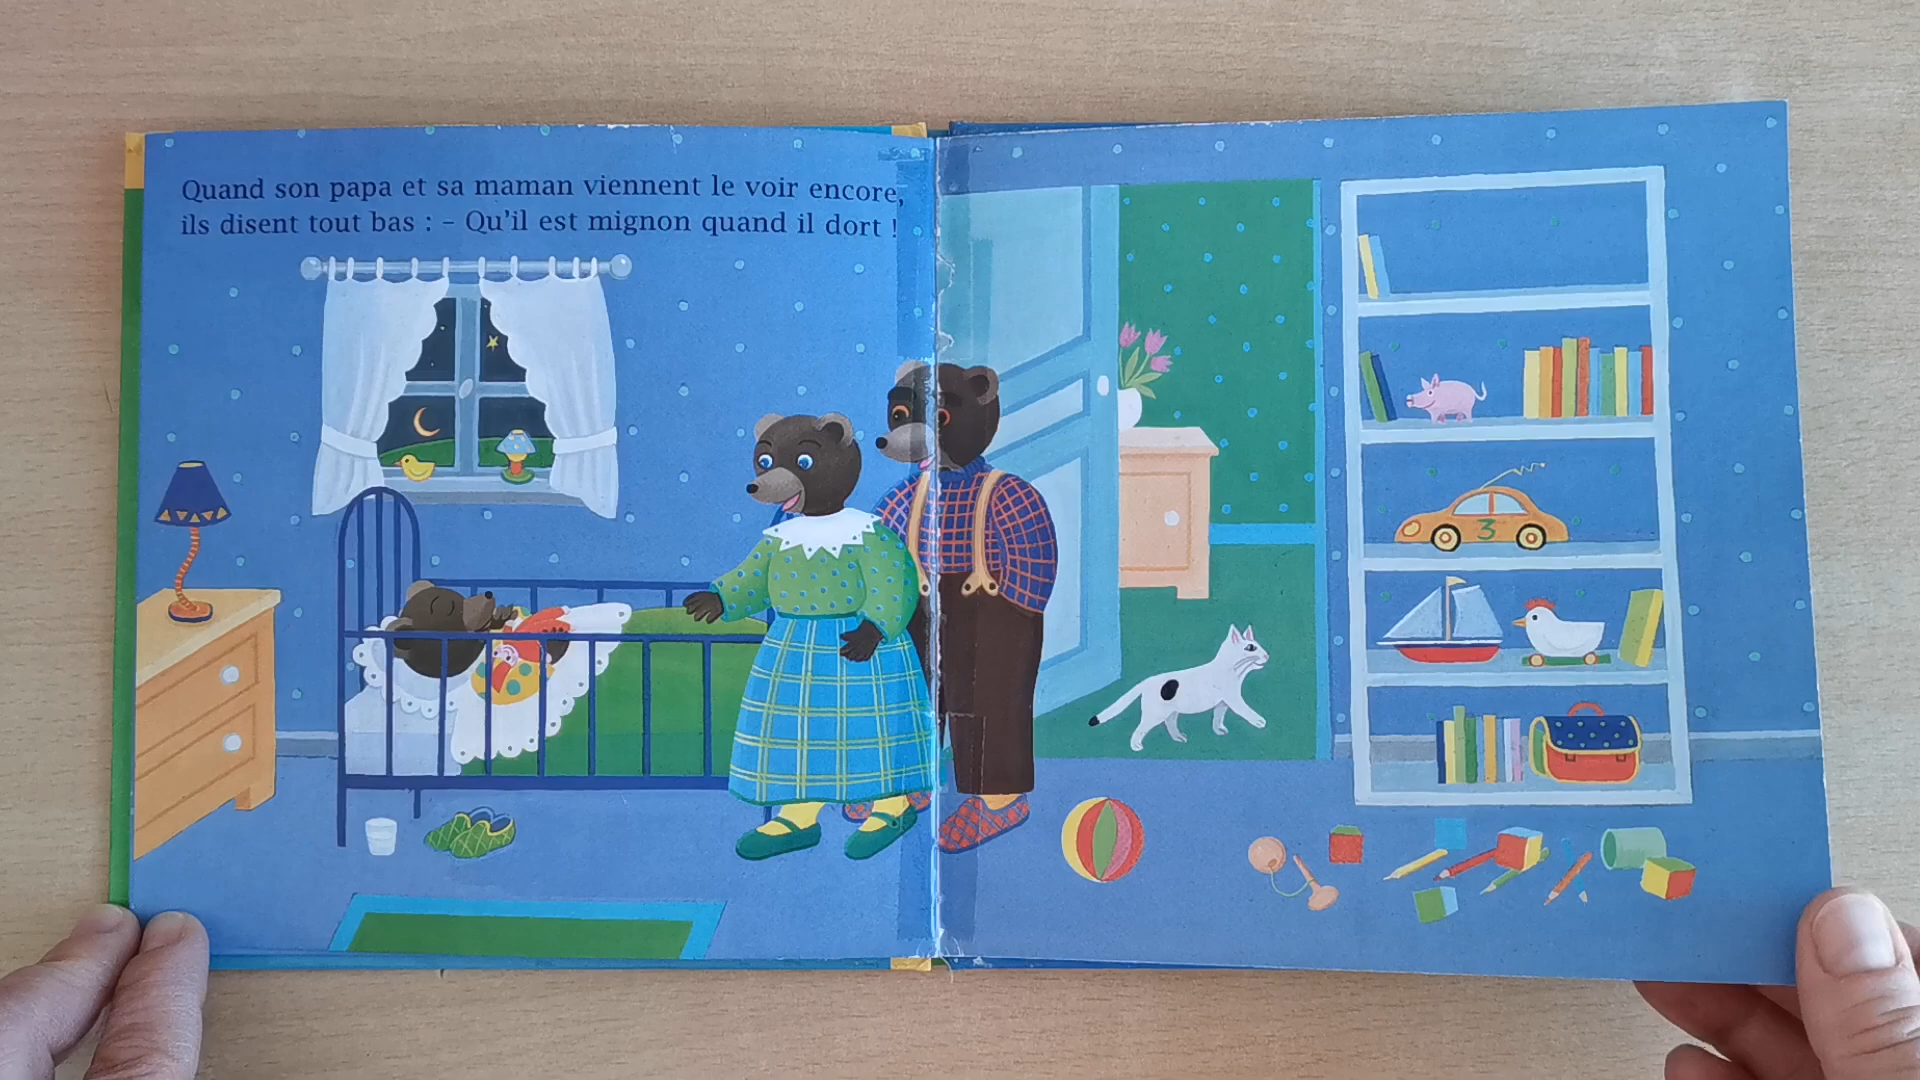 Quand son papa et sa maman viennent le voir encore,
ils disent tout bas : – Qu'il est mignon quand il dort !
3